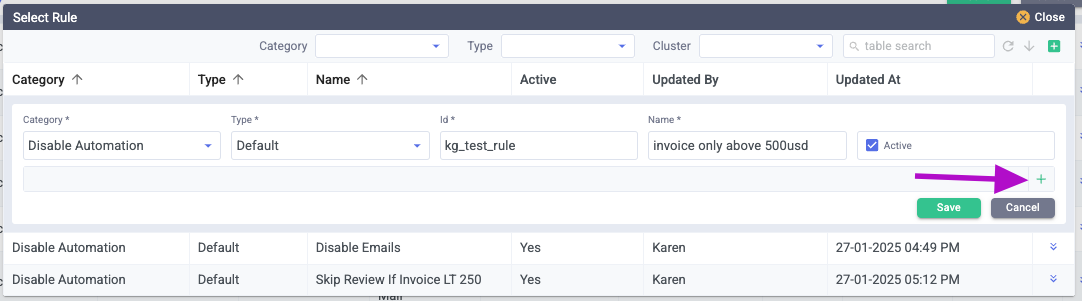 Select Rule Close
Category Type Cluster table search
Category Type Name Active Updated By Updated At
Category * Type * Id * Name *
Disable Automation Default kg_test_rule invoice only above 500usd Active
Save Cancel
Disable Automation Default Disable Emails Yes Karen 27-01-2025 04:49 PM
Disable Automation Default Skip Review If Invoice LT 250 Yes Karen 27-01-2025 05:12 PM
Mail